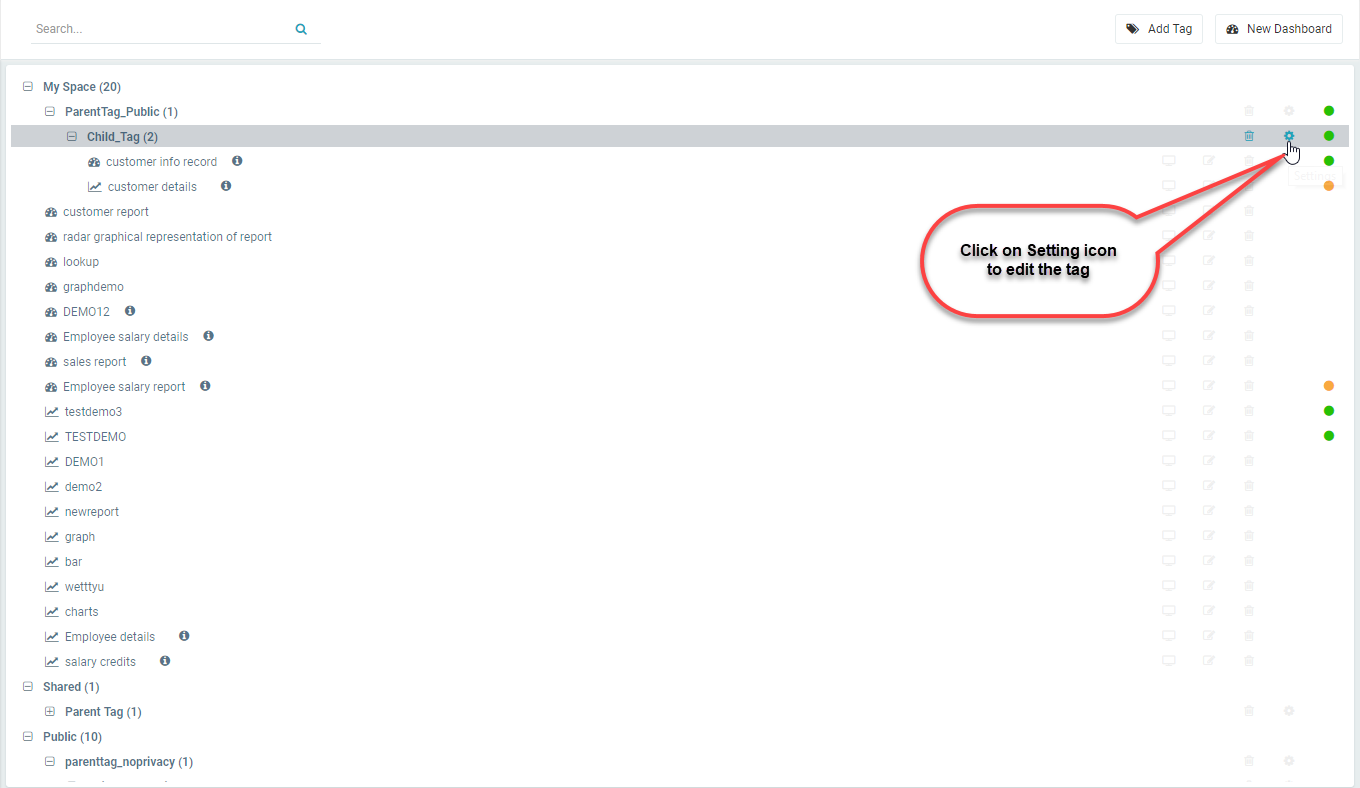 Search...
Add Tag
New Dashboard
My Space (20)
ParentTag_Public (1)
Child_Tag (2)
customer info record
customer details
customer report
radar graphical representation of report
Click on Setting icon
to edit the tag
lookup
graphdemo
DEMO12
Employee salary details
sales report
Employee salary report
testdemo3
TESTDEMO
DEMO1
demo2
newreport
graph
bar
wetttyu
charts
Employee details
salary credits
Shared (1)
Parent Tag (1)
Public (10)
parenttag_noprivacy (1)